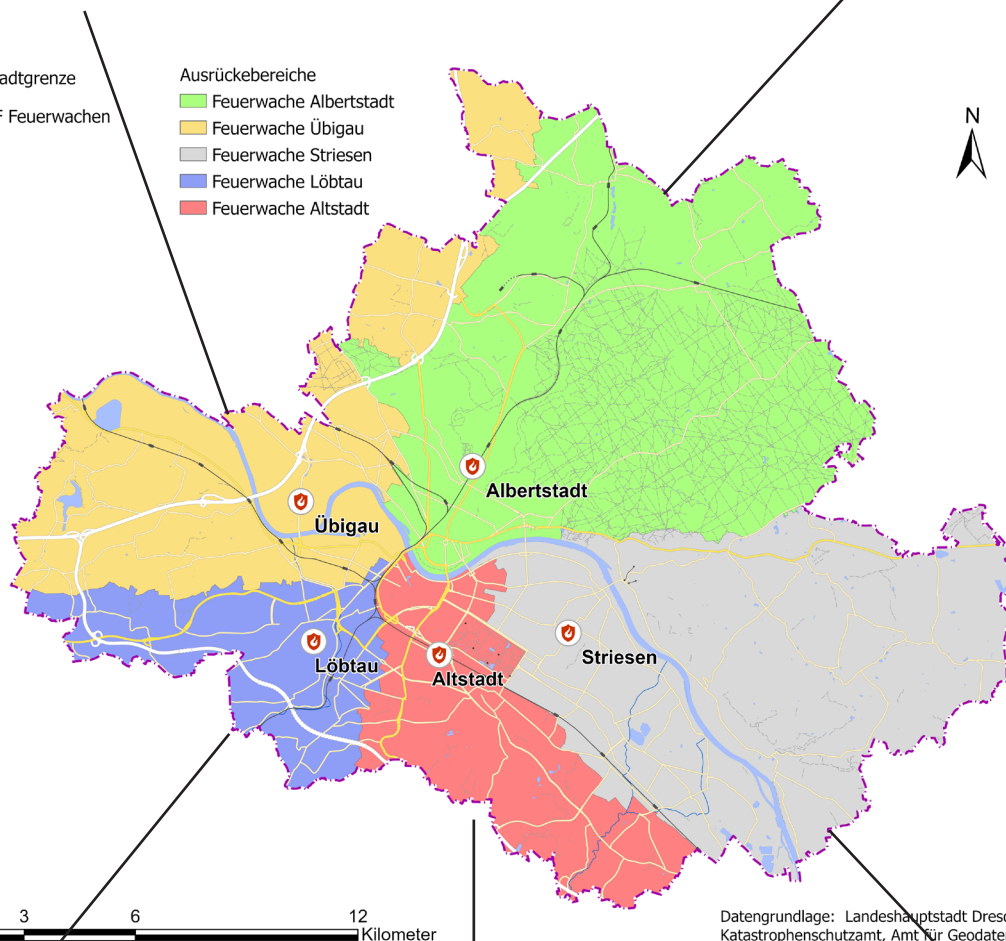 adtgrenze
Feuerwachen
Ausrückebereiche
Feuerwache Albertstadt
Feuerwache Übigau
Feuerwache Striesen
Feuerwache Löbtau
Feuerwache Altstadt
N
Albertstadt
Übigau
Striesen
Löbtau
Altstadt
3 6 12
Kilometer
Datengrundlage: Landeshauptstadt Dresd
Katastrophenschutzamt, Amt für Geodate